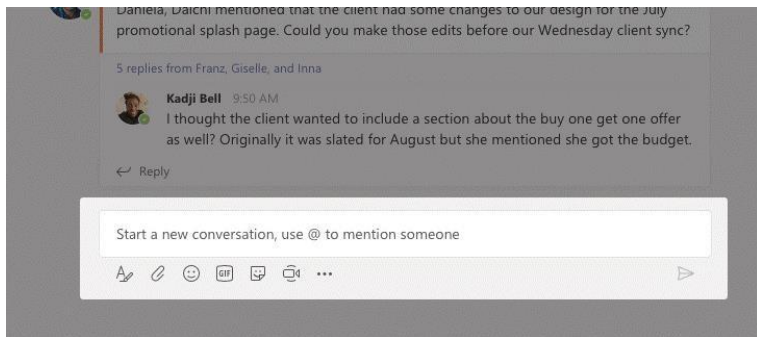 Daniela, Daichi mentioned that the client had some changes to our design for the July
promotional splash page. Could you make those edits before our Wednesday client sync?
5 replies from Franz, Giselle, and Inna
Kadji Bell 9:50 AM
I thought the client wanted to include a section about the buy one get one offer
as well? Originally it was slated for August but she mentioned she got the budget.
Reply
Start a new conversation, use @ to mention someone
GIF